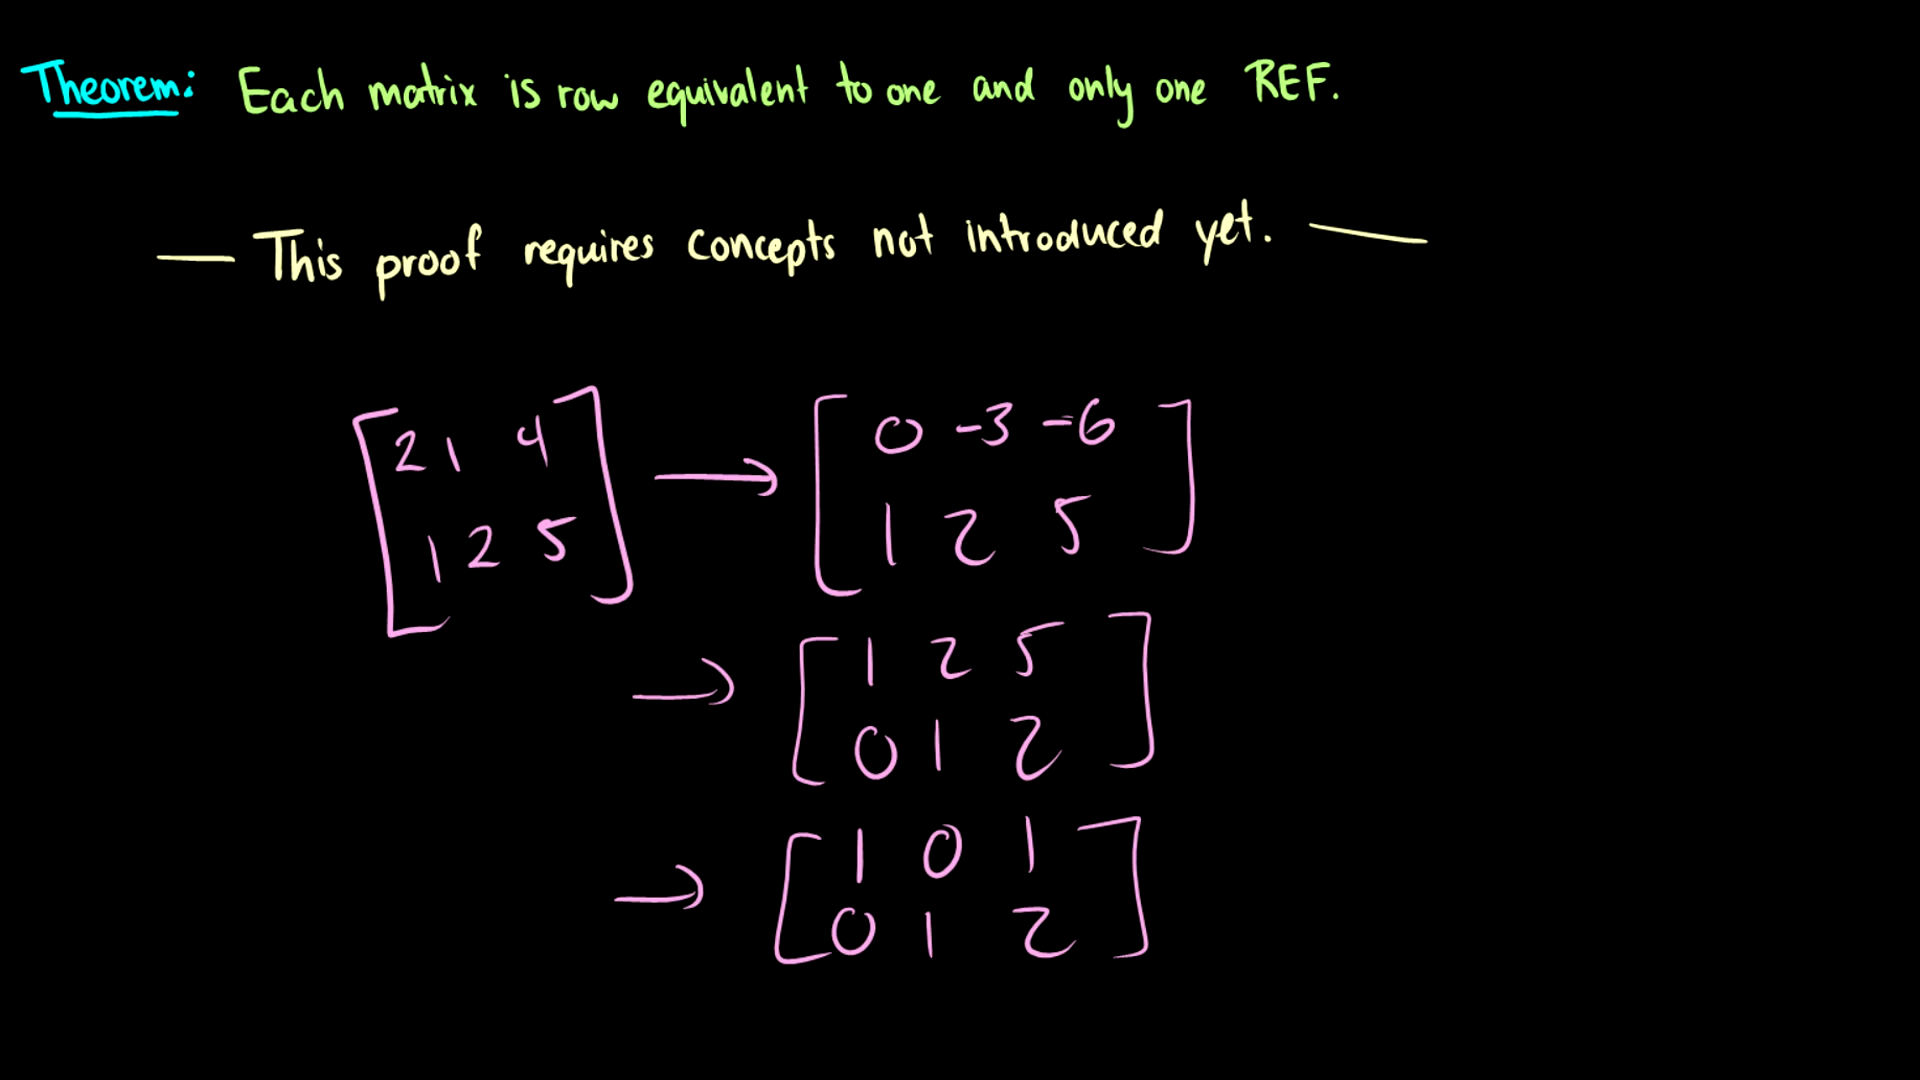 Theorem: Each matrix is row equivalent to one and only one REF.
— This proof requires concepts not introduced yet. —
[2 1 4
1 2 5] → [0 -3 -6
1 2 5]
→ [1 2 5
0 1 2]
→ [1 0 1
0 1 2]